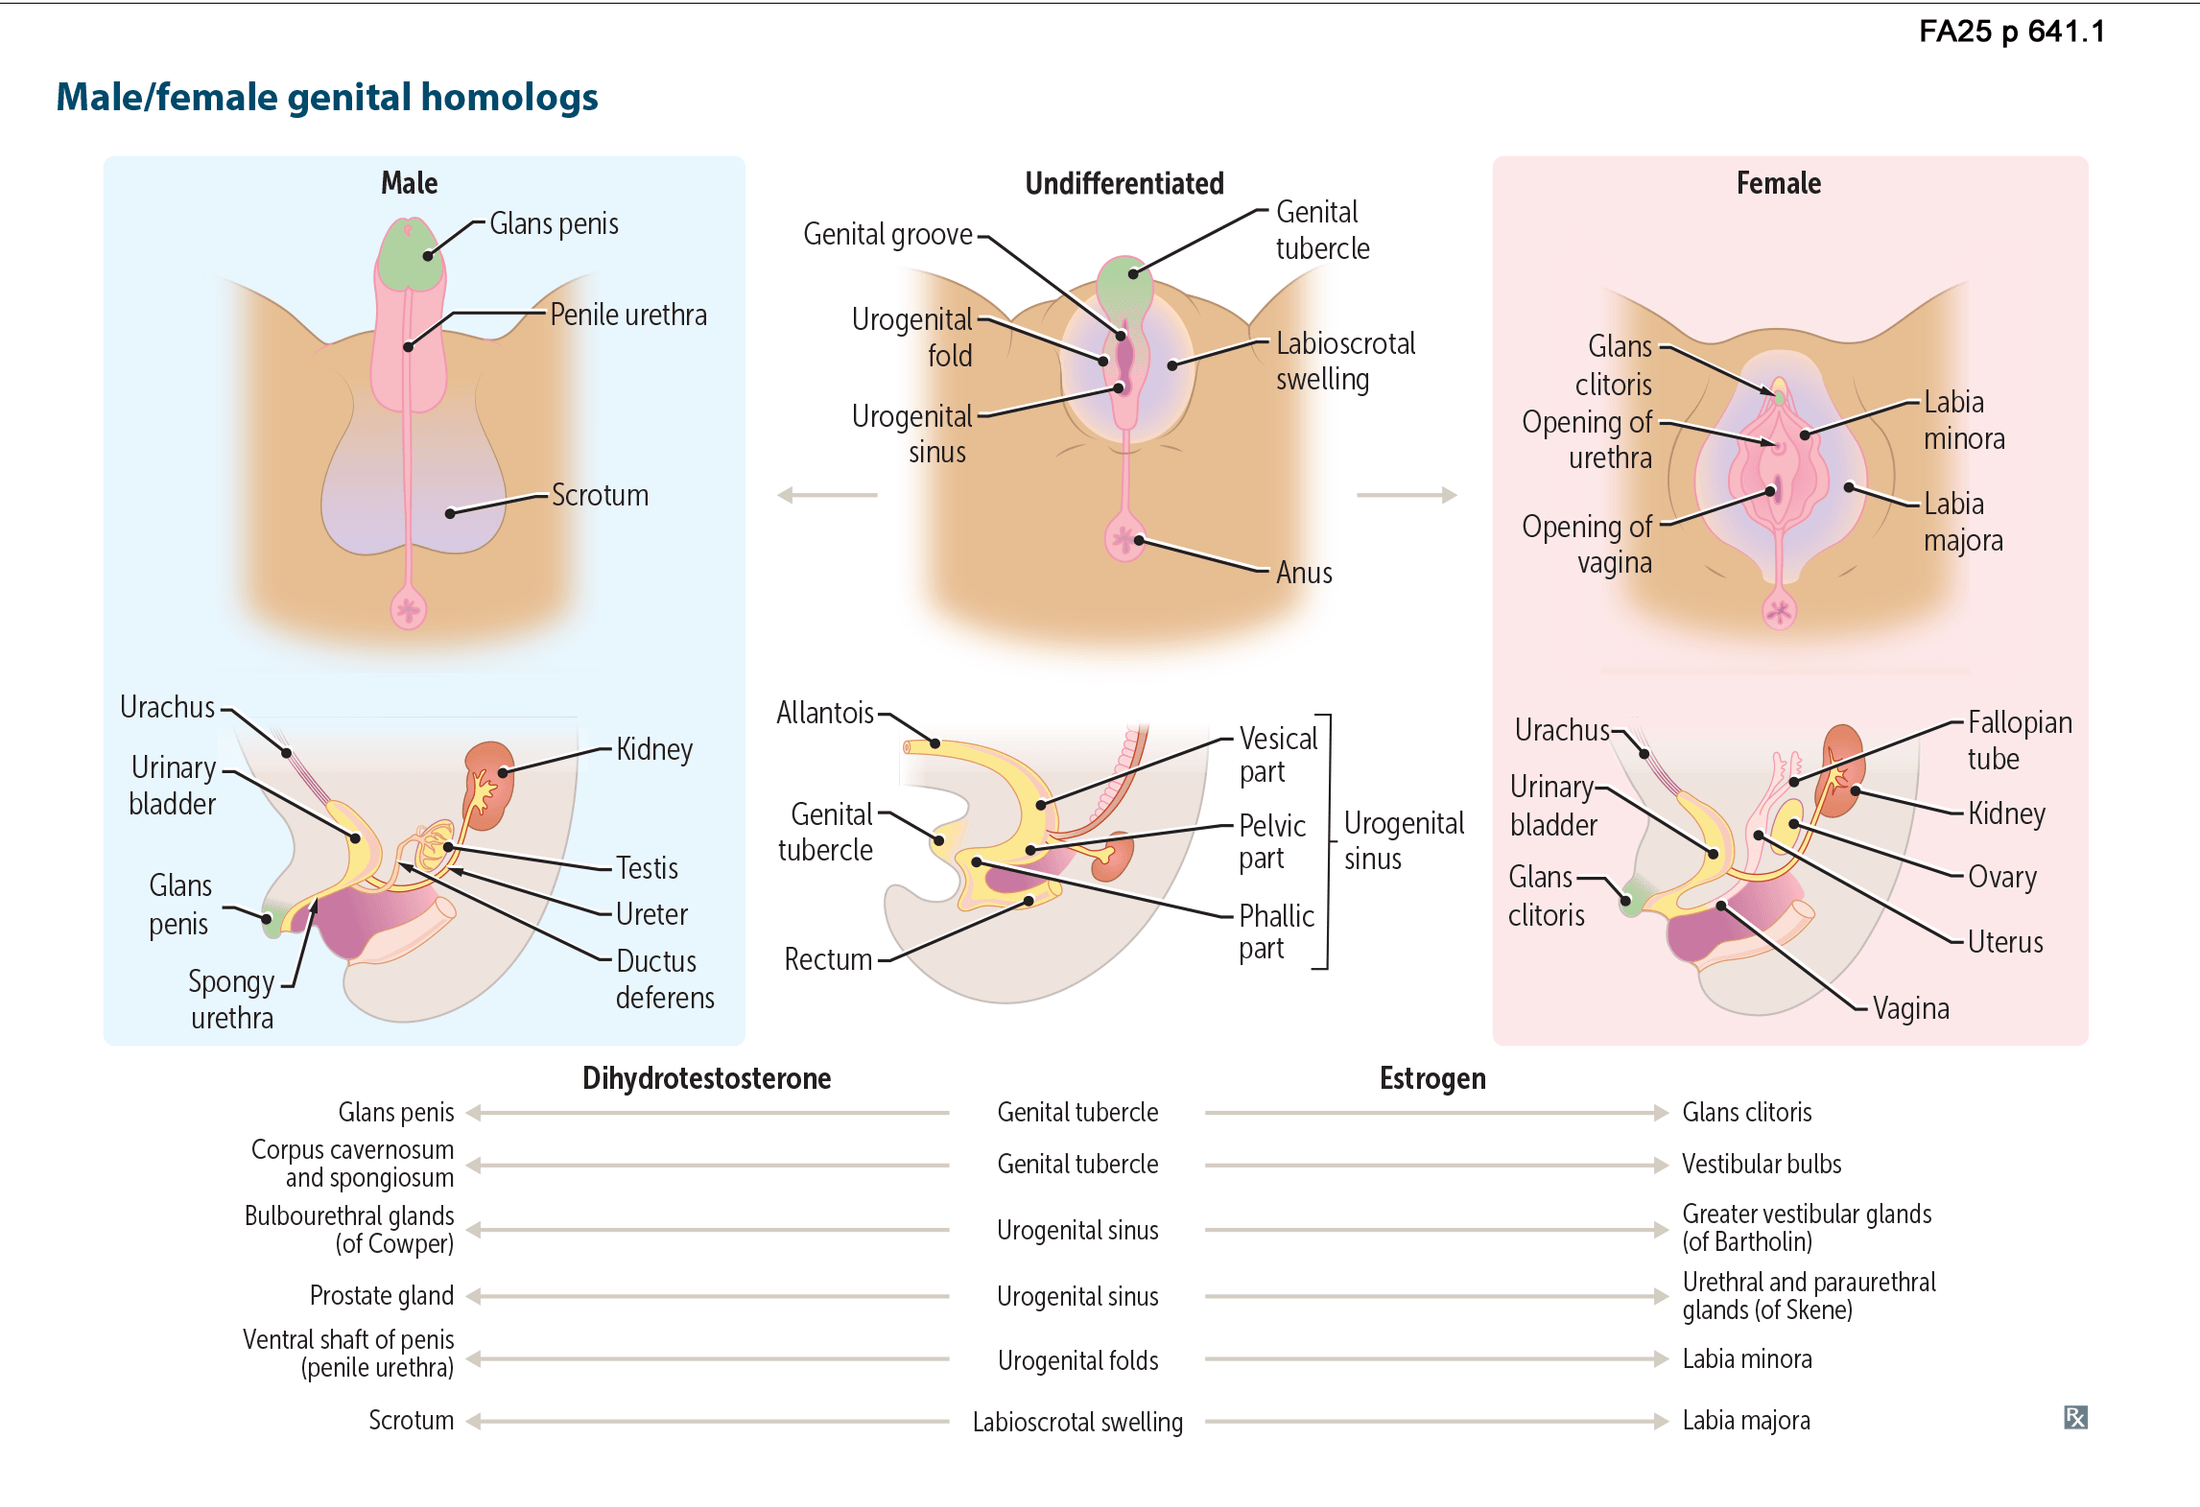 FA25 p 641.1
Male/female genital homologs
Male
Glans penis
Penile urethra
Scrotum
Urachus
Urinary
bladder
Glans
penis
Spongy
urethra
Kidney
Testis
Ureter
Ductus
deferens
Undifferentiated
Genital groove
Urogenital
fold
Urogenital
sinus
Genital
tubercle
Labioscrotal
swelling
Anus
Allantois
Genital
tubercle
Rectum
Vesical
part
Pelvic
part
Phallic
part
Urogenital
sinus
Female
Glans
clitoris
Opening of
urethra
Opening of
vagina
Labia
minora
Labia
majora
Urachus
Urinary
bladder
Glans
clitoris
Fallopian
tube
Kidney
Ovary
Uterus
Vagina
Dihydrotestosterone
Estrogen
Glans penis
Genital tubercle
Glans clitoris
Corpus cavernosum
and spongiosum
Genital tubercle
Vestibular bulbs
Bulbourethral glands
(of Cowper)
Urogenital sinus
Greater vestibular glands
(of Bartholin)
Prostate gland
Urogenital sinus
Urethral and paraurethral
glands (of Skene)
Ventral shaft of penis
(penile urethra)
Urogenital folds
Labia minora
Scrotum
Labioscrotal swelling
Labia majora
Rx